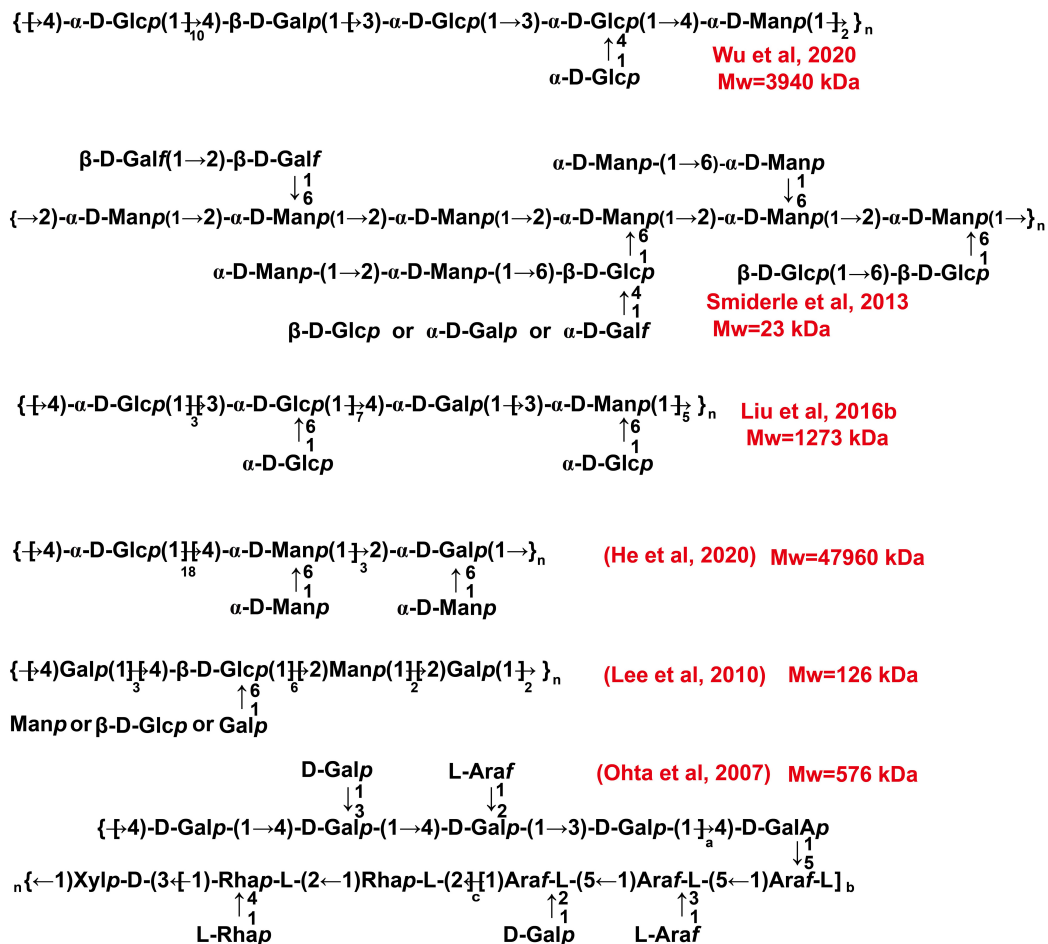 {[→4)-α-D-Glcp(1]→10 4)-β-D-Galp(1[→3)-α-D-Glcp(1→3)-α-D-Glcp(1→4)-α-D-Manp(1]→2 }n
↑4 1
α-D-Glcp
Wu et al, 2020
Mw=3940 kDa
β-D-Galf(1→2)-β-D-Galf
α-D-Manp-(1→6)-α-D-Manp
↓1 6
↓1 6
{→2)-α-D-Manp(1→2)-α-D-Manp(1→2)-α-D-Manp(1→2)-α-D-Manp(1→2)-α-D-Manp(1→2)-α-D-Manp(1→}n
↑6 1
↑6 1
α-D-Manp-(1→2)-α-D-Manp-(1→6)-β-D-Glcp
β-D-Glcp(1→6)-β-D-Glcp
↑4 1
β-D-Glcp or α-D-Galp or α-D-Galf
Smiderle et al, 2013
Mw=23 kDa
{[→4)-α-D-Glcp(1]3[→3)-α-D-Glcp(1]→7 4)-α-D-Galp(1[→3)-α-D-Manp(1]→5 }n
↑6 1
↑6 1
α-D-Glcp
α-D-Glcp
Liu et al, 2016b
Mw=1273 kDa
{[→4)-α-D-Glcp(1]18[→4)-α-D-Manp(1]→3 2)-α-D-Galp(1→}n
(He et al, 2020) Mw=47960 kDa
↑6 1
↑6 1
α-D-Manp
α-D-Manp
{[→4)Galp(1]3[→4)-β-D-Glcp(1]6[→2)Manp(1]2[→2)Galp(1]→2 }n
(Lee et al, 2010) Mw=126 kDa
↑6 1
Manp or β-D-Glcp or Galp
(Ohta et al, 2007) Mw=576 kDa
D-Galp
L-Araf
↓1 3
↓1 2
{[→4)-D-Galp-(1→4)-D-Galp-(1→4)-D-Galp-(1→3)-D-Galp-(1]→a 4)-D-GalAp
↓1 5
n{←1)Xylp-D-(3←[-1)-Rhap-L-(2←1)Rhap-L-(2←]c[1)Araf-L-(5←1)Araf-L-(5←1)Araf-L]b
↑4 1
↑2 1
↑3 1
L-Rhap
D-Galp
L-Araf